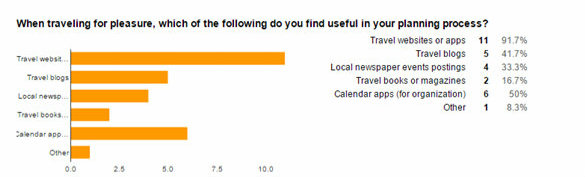 When traveling for pleasure, which of the following do you find useful in your planning process?
Travel websit...
Travel blogs
Local newsp...
Travel books...
Calendar app...
Other
0.0 2.5 5.0 7.5 10.0
Travel websites or apps 11 91.7%
Travel blogs 5 41.7%
Local newspaper events postings 4 33.3%
Travel books or magazines 2 16.7%
Calendar apps (for organization) 6 50%
Other 1 8.3%